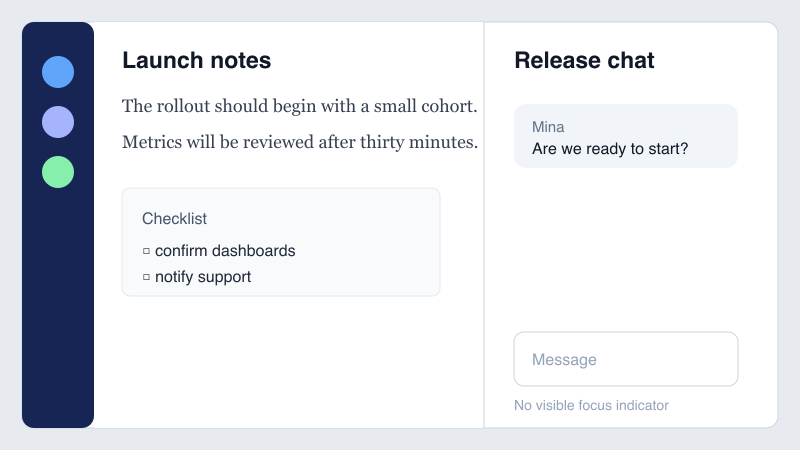 Launch notes
The rollout should begin with a small cohort.
Metrics will be reviewed after thirty minutes.
Checklist
▫ confirm dashboards
▫ notify support
Release chat
Mina
Are we ready to start?
Message
No visible focus indicator